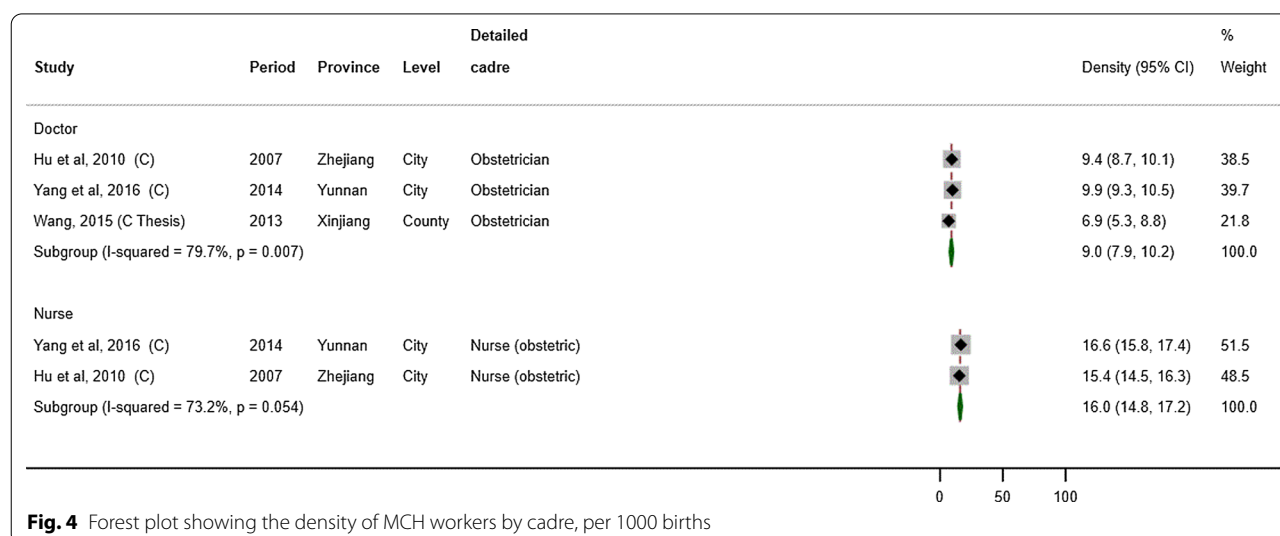 Detailed %
Study Period Province Level cadre Density (95% CI) Weight
Doctor
Hu et al, 2010 (C) 2007 Zhejiang City Obstetrician 9.4 (8.7, 10.1) 38.5
Yang et al, 2016 (C) 2014 Yunnan City Obstetrician 9.9 (9.3, 10.5) 39.7
Wang, 2015 (C Thesis) 2013 Xinjiang County Obstetrician 6.9 (5.3, 8.8) 21.8
Subgroup (I-squared = 79.7%, p = 0.007) 9.0 (7.9, 10.2) 100.0
Nurse
Yang et al, 2016 (C) 2014 Yunnan City Nurse (obstetric) 16.6 (15.8, 17.4) 51.5
Hu et al, 2010 (C) 2007 Zhejiang City Nurse (obstetric) 15.4 (14.5, 16.3) 48.5
Subgroup (I-squared = 73.2%, p = 0.054) 16.0 (14.8, 17.2) 100.0
0 50 100
Fig. 4 Forest plot showing the density of MCH workers by cadre, per 1000 births